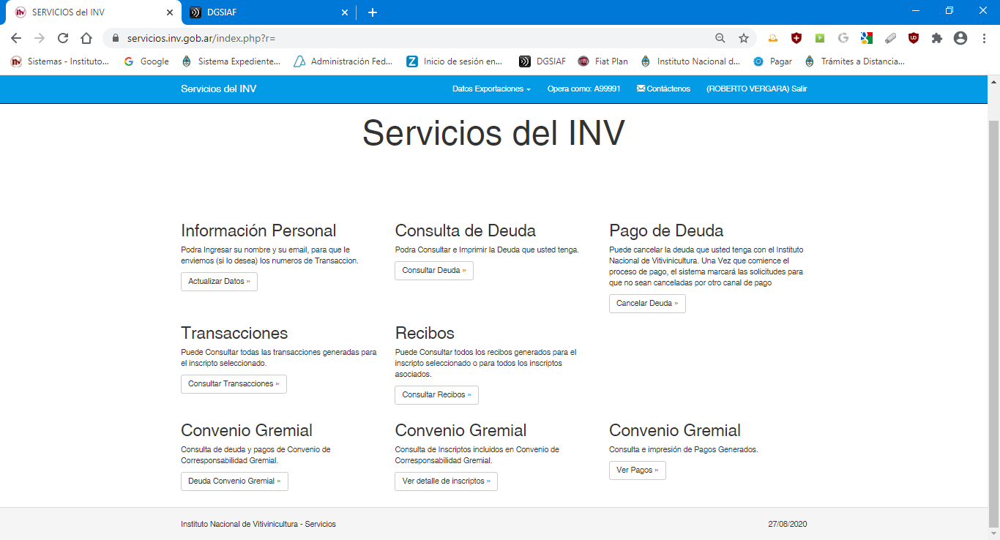 SERVICIOS del INV
DGSIAF
servicios.inv.gob.ar/index.php?r=
Sistemas - Instituto...
Google
Sistema Expediente...
Administración Fed...
Inicio de sesión en...
DGSIAF
Fiat Plan
Instituto Nacional d...
Pagar
Trámites a Distancia...
Servicios del INV
Datos Exportaciones
Opera como: A99991
Contáctenos
(ROBERTO VERGARA) Salir
Servicios del INV
Información Personal
Podra Ingresar su nombre y su email, para que le
enviemos (si lo desea) los numeros de Transaccion.
Actualizar Datos »
Consulta de Deuda
Podra Consultar e Imprimir la Deuda que usted tenga.
Consultar Deuda »
Pago de Deuda
Puede cancelar la deuda que usted tenga con el Instituto
Nacional de Vitivinicultura. Una Vez que comience el
proceso de pago, el sistema marcará las solicitudes para
que no sean canceladas por otro canal de pago
Cancelar Deuda »
Transacciones
Puede Consultar todas las transacciones generadas para
el inscripto seleccionado.
Consultar Transacciones »
Recibos
Puede Consultar todos los recibos generados para el
inscripto seleccionado o para todos los inscriptos
asociados.
Consultar Recibos »
Convenio Gremial
Consulta de deuda y pagos de Convenio de
Corresponsabilidad Gremial.
Deuda Convenio Gremial »
Convenio Gremial
Consulta de Inscriptos incluidos en Convenio de
Corresponsabilidad Gremial.
Ver detalle de inscriptos »
Convenio Gremial
Consulta e impresión de Pagos Generados.
Ver Pagos »
Instituto Nacional de Vitivinicultura - Servicios
27/08/2020